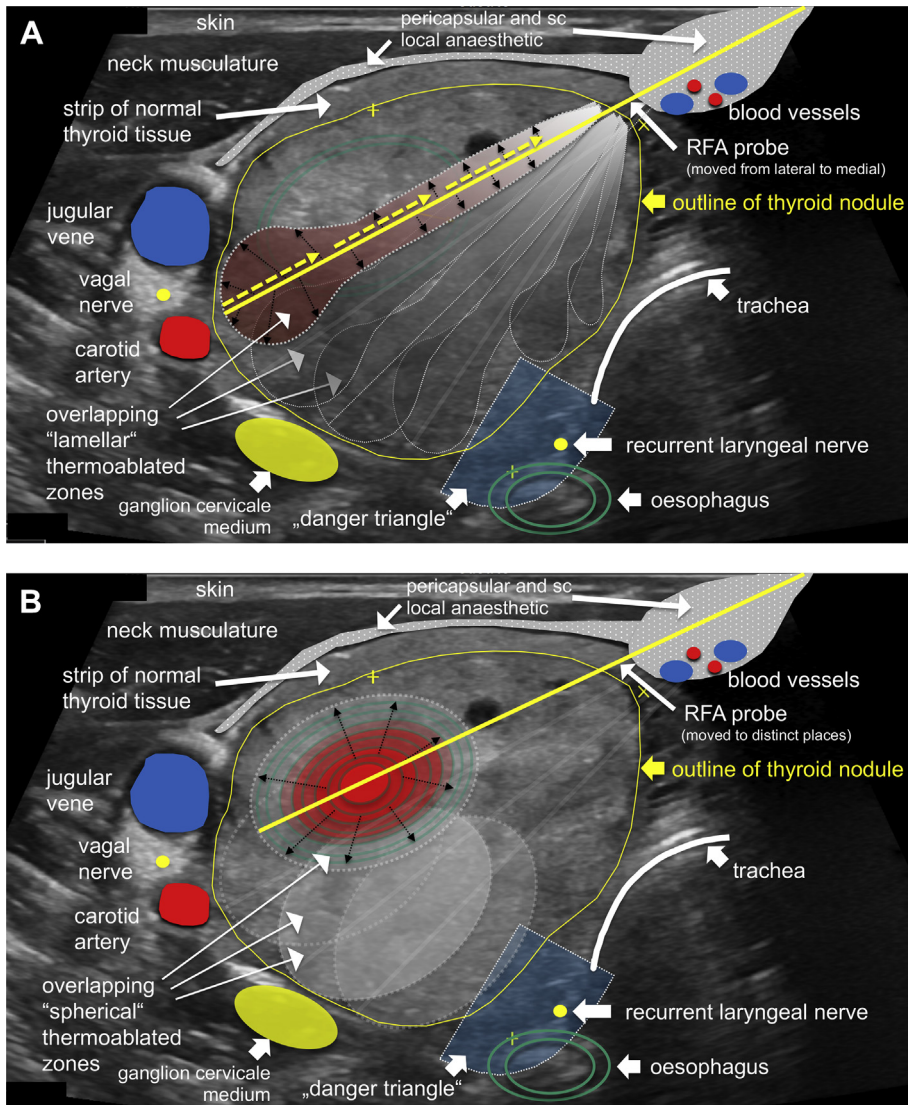 A
skin
pericapsular and sc
local anaesthetic
neck musculature
strip of normal
thyroid tissue
blood vessels
RFA probe
(moved from lateral to medial)
outline of thyroid nodule
jugular
vene
vagal
nerve
trachea
carotid
artery
overlapping
"lamellar"
thermoablated
zones
recurrent laryngeal nerve
ganglion cervicale
medium
„danger triangle“
oesophagus
B
skin
pericapsular and sc
local anaesthetic
neck musculature
strip of normal
thyroid tissue
blood vessels
RFA probe
(moved to distinct places)
outline of thyroid nodule
jugular
vene
vagal
nerve
trachea
carotid
artery
overlapping
"spherical"
thermoablated
zones
recurrent laryngeal nerve
ganglion cervicale
medium
„danger triangle“
oesophagus